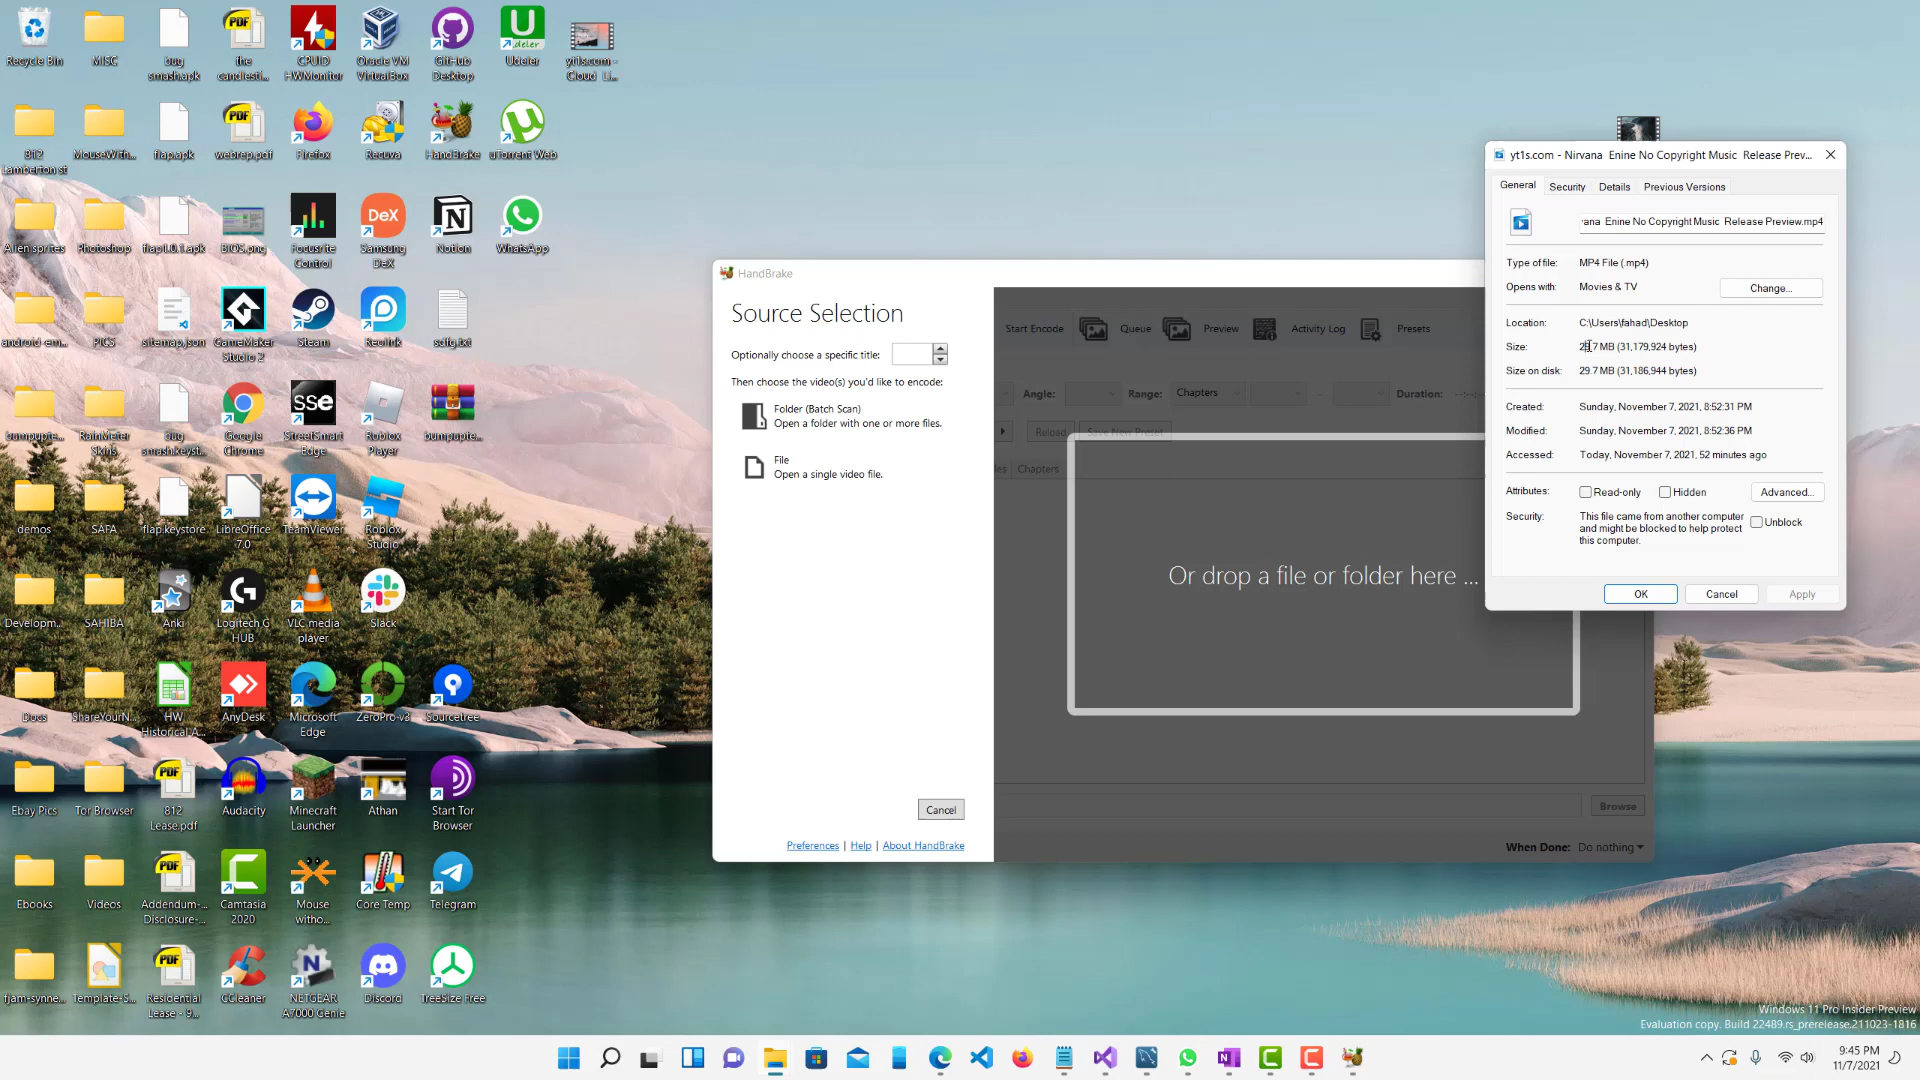 Recycle Bin
MISC
bug
smash.apk
the
candlesti...
CPUID
HWMonitor
Oracle VM
VirtualBox
GitHub
Desktop
Udeler
yt1s.com -
Cloud_Li...
812
Lamberton st
MouseWith...
flap.apk
webrep.pdf
Firefox
Recuva
HandBrake
uTorrent Web
Alien sprites
Photoshop
flap1.0.1.apk
BIOS.png
Focusrite
Control
Samsung
DeX
Notion
WhatsApp
android-em...
PICS
sitemap.json
GameMaker
Studio 2
Steam
Reolink
sdfg.txt
bumpupte...
RainMeter
Skins
bug
smash.keyst...
Google
Chrome
StreetSmart
Edge
Roblox
Player
bumpupte...
demos
SAFA
flap.keystore
LibreOffice
7.0
TeamViewer
Roblox
Studio
Developm...
SAHIBA
Anki
Logitech G
HUB
VLC media
player
Slack
Docs
ShareYourN...
HW
Historical A...
AnyDesk
Microsoft
Edge
ZeroPro-v3
Sourcetree
Ebay Pics
Tor Browser
812
Lease.pdf
Audacity
Minecraft
Launcher
Athan
Start Tor
Browser
Ebooks
Videos
Addendum-...
Disclosure-...
Camtasia
2020
Mouse
witho...
Core Temp
Telegram
fjam-synne...
Template-S...
Residential
Lease - 9...
CCleaner
NETGEAR
A7000 Genie
Discord
TreeSize Free
HandBrake
Source Selection
Optionally choose a specific title:
Then choose the video(s) you'd like to encode:
Folder (Batch Scan)
Open a folder with one or more files.
File
Open a single video file.
Cancel
Preferences | Help | About HandBrake
Start Encode
Queue
Preview
Activity Log
Presets
Angle:
Range:
Chapters
-
Duration:
--:--:--
Reload
Save New Preset
Chapters
Or drop a file or folder here ...
Browse
When Done: Do nothing
yt1s.com - Nirvana Enine No Copyright Music Release Prev...
General
Security
Details
Previous Versions
vana Enine No Copyright Music Release Preview.mp4
Type of file: MP4 File (.mp4)
Opens with: Movies & TV
Change...
Location: C:\Users\fahad\Desktop
Size: 29.7 MB (31,179,924 bytes)
Size on disk: 29.7 MB (31,186,944 bytes)
Created: Sunday, November 7, 2021, 8:52:31 PM
Modified: Sunday, November 7, 2021, 8:52:36 PM
Accessed: Today, November 7, 2021, 52 minutes ago
Attributes: Read-only Hidden
Advanced...
Security: This file came from another computer
and might be blocked to help protect
this computer.
Unblock
OK
Cancel
Apply
Windows 11 Pro Insider Preview
Evaluation copy. Build 22489.rs_prerelease.211023-1816
9:45 PM
11/7/2021